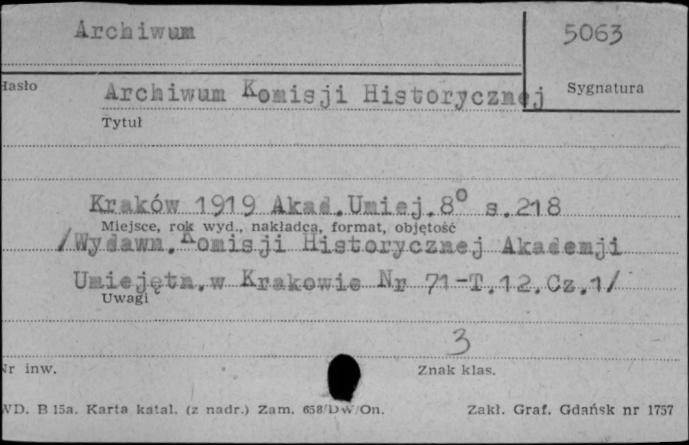 Archiwum 5063
Hasło Sygnatura
Archiwum Komisji Historycznej
Tytuł
Kraków 1919 Akad.Umiej.8° s.218
Miejsce, rok wyd., nakładca, format, objętość
/Wydawn.Komisji Historycznej Akademji
Umiejętn.w Krakowie Nr 71-T.12.Cz.1/
Uwagi
3
Nr inw. Znak klas.
WD. B 15a. Karta katal. (z nadr.) Zam. 658/DW/On. Zakł. Graf. Gdańsk nr 1757